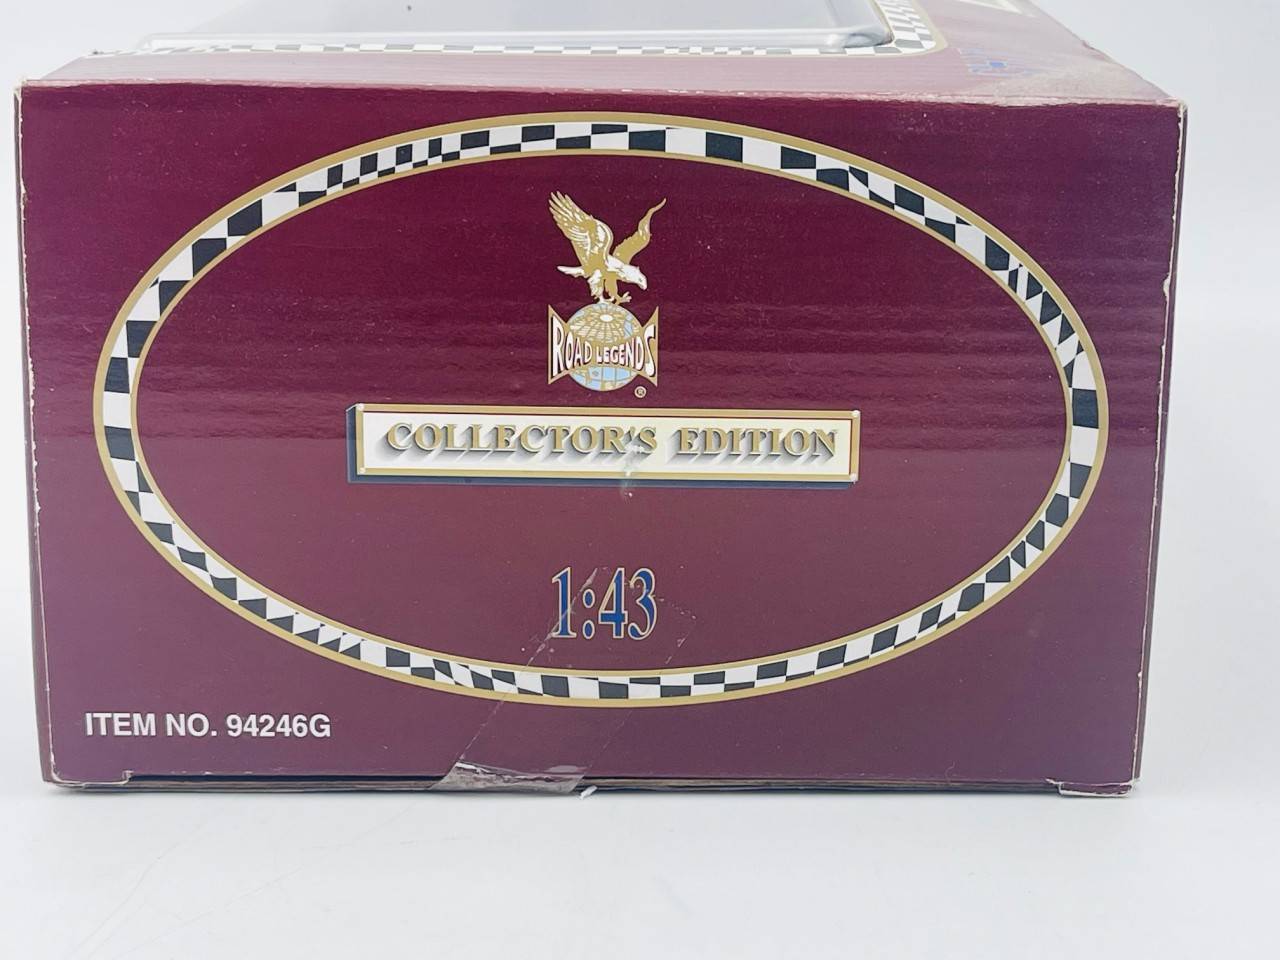 ROAD LEGENDS
®
COLLECTOR'S EDITION
1:43
ITEM NO. 94246G